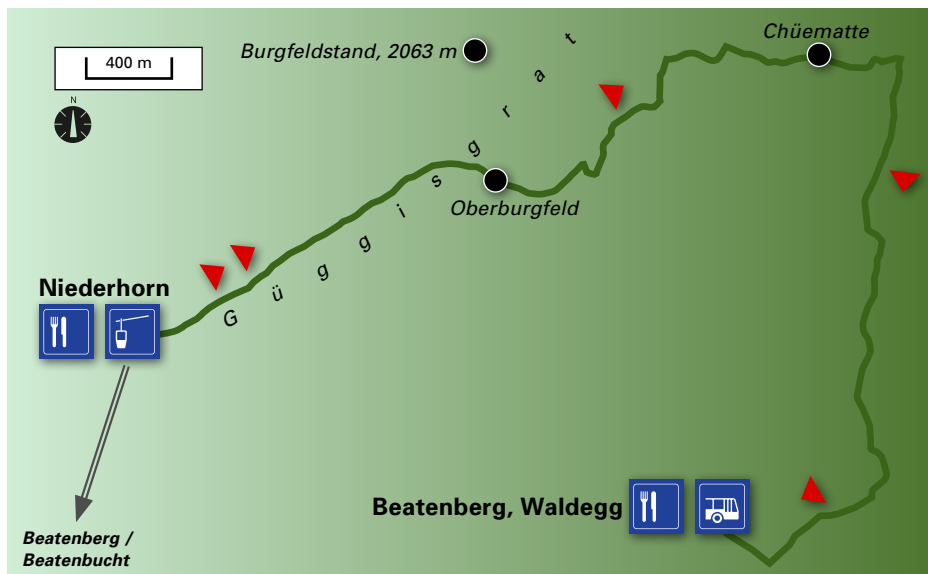 Chüematte
Burgfeldstand, 2063 m
400 m
N
Güggisgrat
Oberburgfeld
Niederhorn
Beatenberg, Waldegg
Beatenberg /
Beatenbucht